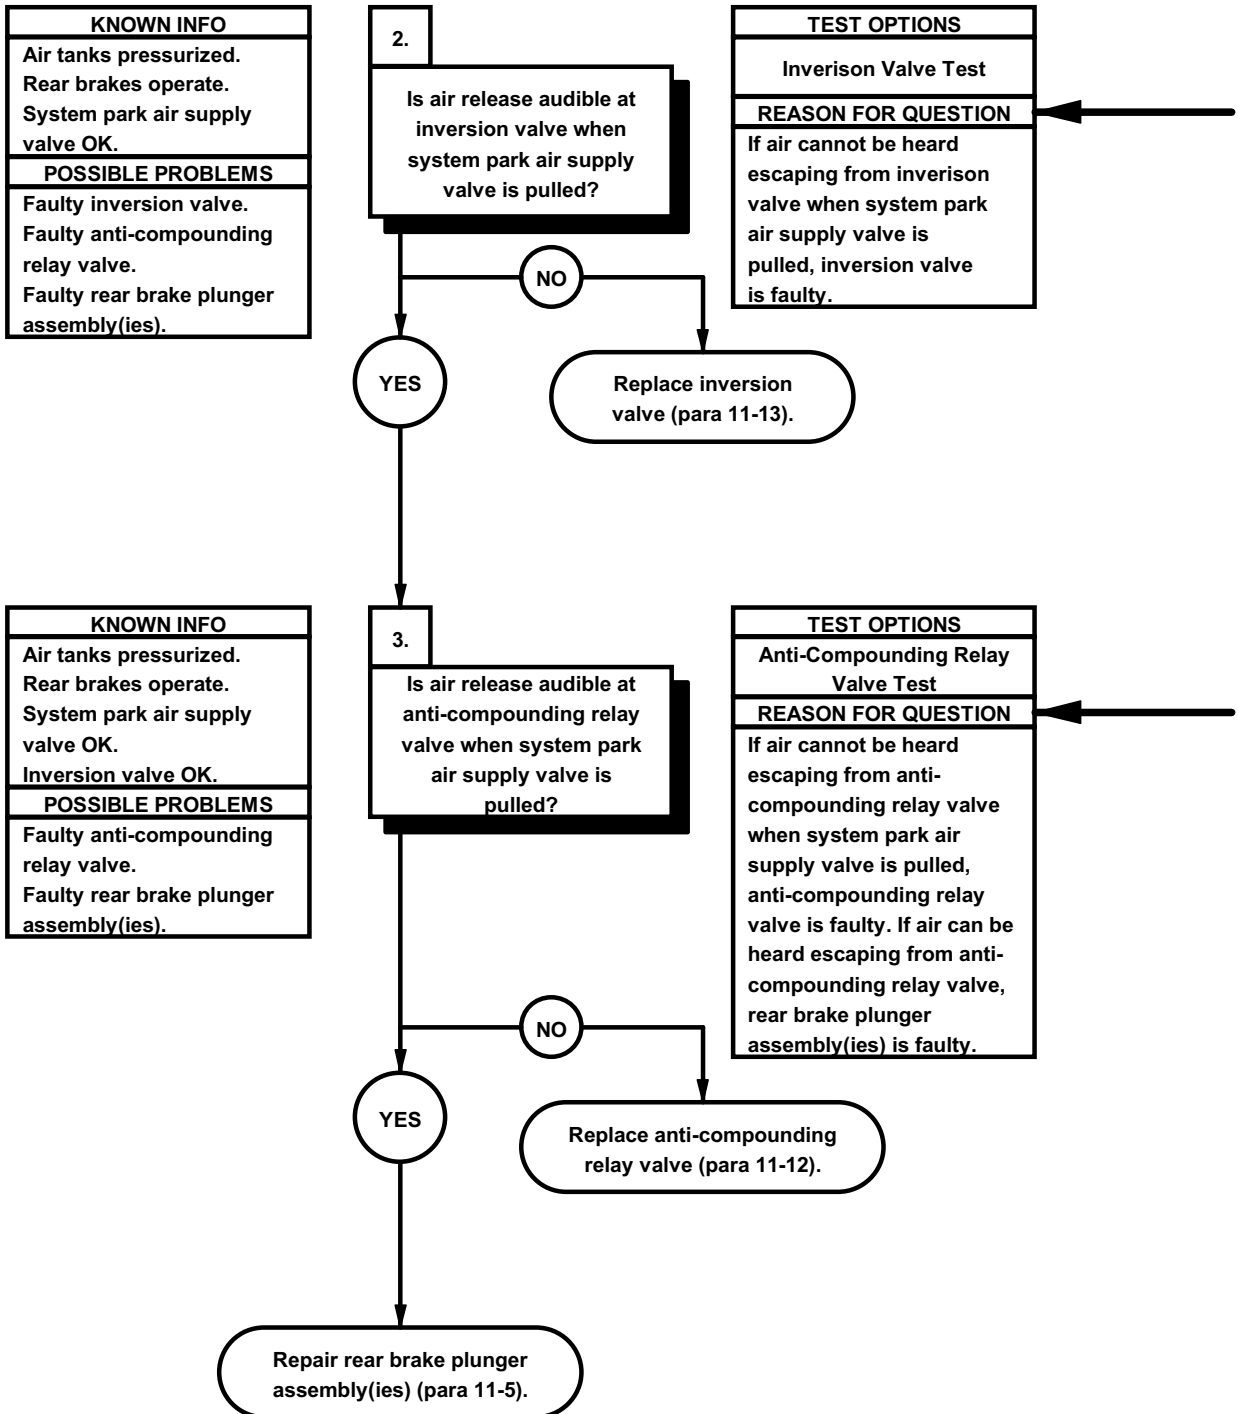 KNOWN INFO
Air tanks pressurized.
Rear brakes operate.
System park air supply
valve OK.
POSSIBLE PROBLEMS
Faulty inversion valve.
Faulty anti-compounding
relay valve.
Faulty rear brake plunger
assembly(ies).
2.
Is air release audible at
inversion valve when
system park air supply
valve is pulled?
TEST OPTIONS
Inverison Valve Test
REASON FOR QUESTION
If air cannot be heard
escaping from inverison
valve when system park
air supply valve is
pulled, inversion valve
is faulty.
NO
YES
Replace inversion
valve (para 11-13).
KNOWN INFO
Air tanks pressurized.
Rear brakes operate.
System park air supply
valve OK.
Inversion valve OK.
POSSIBLE PROBLEMS
Faulty anti-compounding
relay valve.
Faulty rear brake plunger
assembly(ies).
3.
Is air release audible at
anti-compounding relay
valve when system park
air supply valve is
pulled?
TEST OPTIONS
Anti-Compounding Relay
Valve Test
REASON FOR QUESTION
If air cannot be heard
escaping from anti-
compounding relay valve
when system park air
supply valve is pulled,
anti-compounding relay
valve is faulty. If air can be
heard escaping from anti-
compounding relay valve,
rear brake plunger
assembly(ies) is faulty.
NO
YES
Replace anti-compounding
relay valve (para 11-12).
Repair rear brake plunger
assembly(ies) (para 11-5).